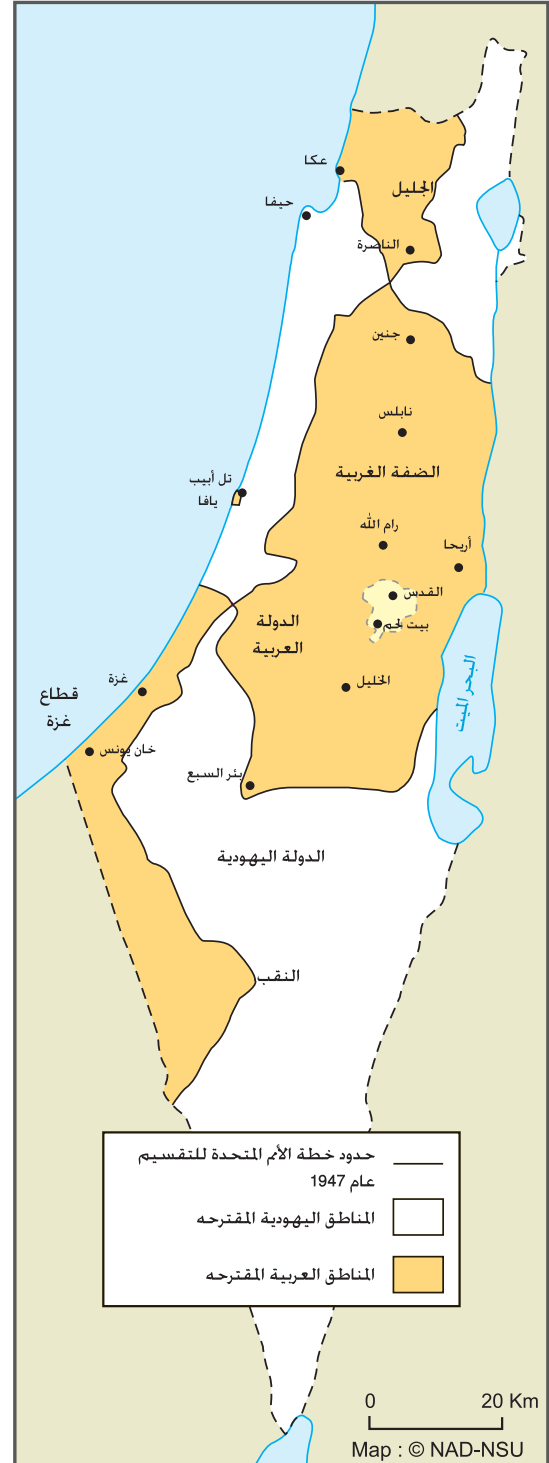 عكا
الجليل
حيفا
الناصرة
جنين
نابلس
الضفة الغربية
تل أبيب
يافا
رام الله
أريحا
القدس
الدولة
العربية
بيت لحم
البحر الميت
الخليل
غزة
قطاع
غزة
خان يونس
بئر السبع
الدولة اليهودية
النقب
حدود خطة الأمم المتحدة للتقسيم
عام 1947
المناطق اليهودية المقترحه
المناطق العربية المقترحه
0 20 Km
Map : © NAD-NSU